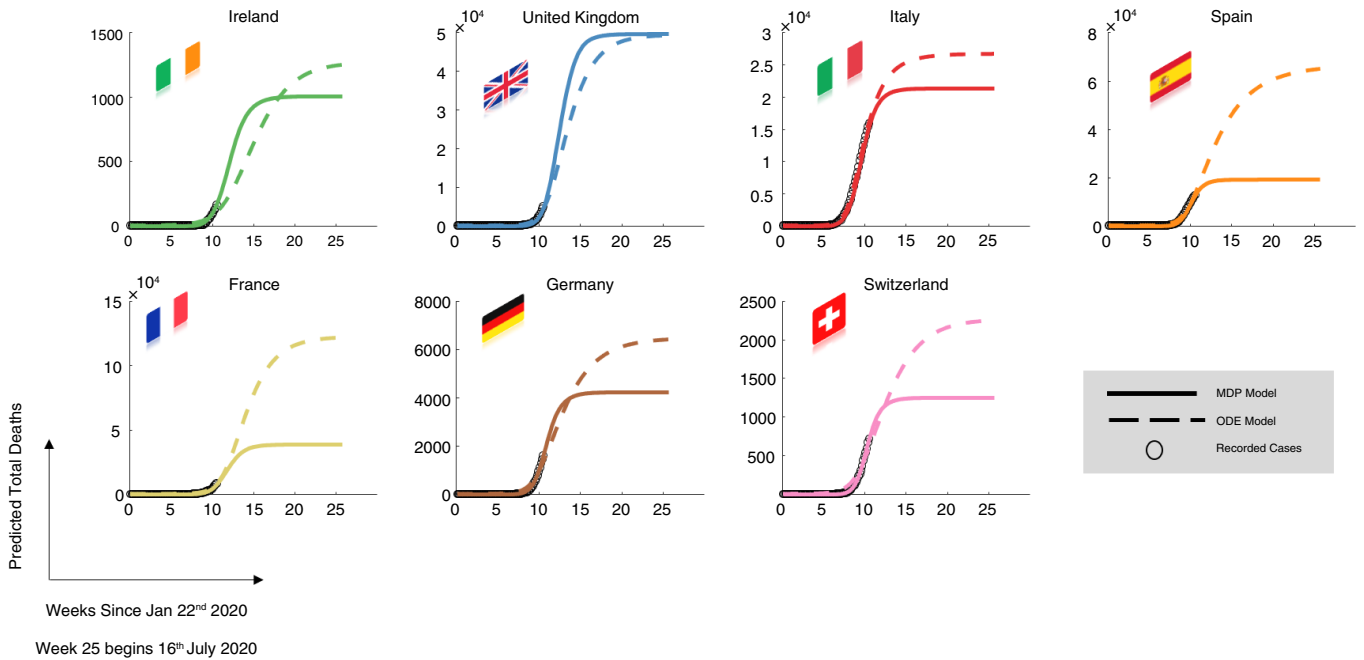 Ireland
1500
1000
500
0
0 5 10 15 20 25
United Kingdom
×10⁴
5
4
3
2
1
0
0 5 10 15 20 25
Italy
×10⁴
3
2.5
2
1.5
1
0.5
0
0 5 10 15 20 25
Spain
×10⁴
8
6
4
2
0
0 5 10 15 20 25
France
×10⁴
15
10
5
0
0 5 10 15 20 25
Germany
8000
6000
4000
2000
0
0 5 10 15 20 25
Switzerland
2500
2000
1500
1000
500
0 5 10 15 20 25
MDP Model
ODE Model
Recorded Cases
Predicted Total Deaths
Weeks Since Jan 22nd 2020
Week 25 begins 16th July 2020